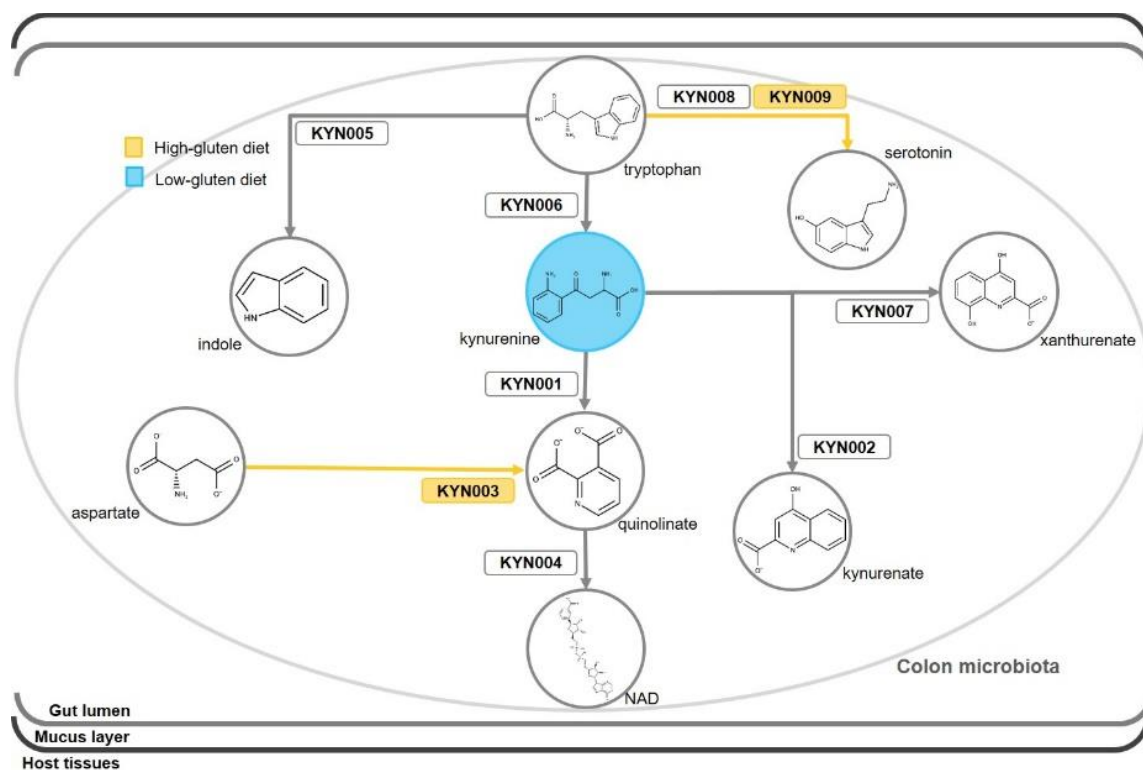 KYN008 KYN009
KYN005
High-gluten diet
serotonin
tryptophan
Low-gluten diet
KYN006
KYN007
kynurenine
xanthurenate
indole
KYN001
KYN002
KYN003
aspartate
quinolinate
KYN004
kynurenate
Colon microbiota
NAD
Gut lumen
Mucus layer
Host tissues